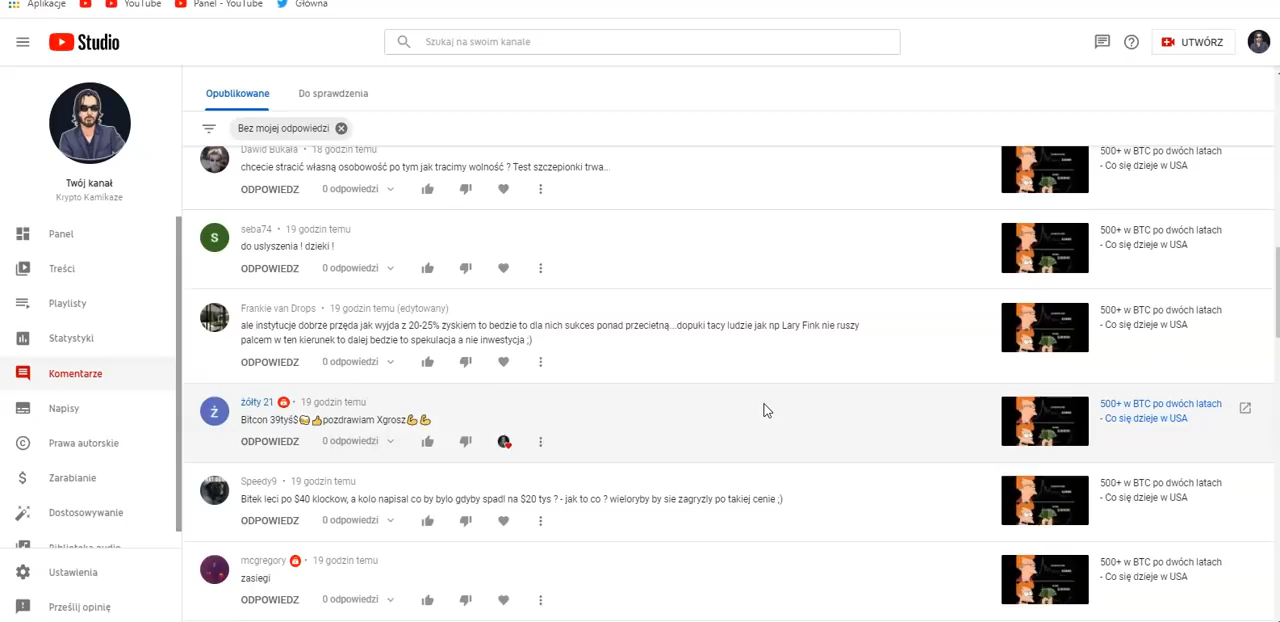 Aplikacje YouTube Panel - YouTube Główna
Studio
Szukaj na swoim kanale
UTWÓRZ
Twój kanał
Krypto Kamikaze
Panel
Treści
Playlisty
Statystyki
Komentarze
Napisy
Prawa autorskie
Zarabianie
Dostosowywanie
Biblioteka audio
Ustawienia
Prześlij opinię
Opublikowane
Do sprawdzenia
Bez mojej odpowiedzi
Dawid Bukała • 18 godzin temu
chcecie stracić własną osobowość po tym jak tracimy wolność ? Test szczepionki trwa...
ODPOWIEDZ 0 odpowiedzi
500+ w BTC po dwóch latach
- Co się dzieje w USA
seba74 • 19 godzin temu
do uslyszenia ! dzieki !
ODPOWIEDZ 0 odpowiedzi
500+ w BTC po dwóch latach
- Co się dzieje w USA
Frankie van Drops • 19 godzin temu (edytowany)
ale instytucje dobrze przęda jak wyjda z 20-25% zyskiem to bedzie to dla nich sukces ponad przecietną...dopuki tacy ludzie jak np Lary Fink nie ruszy
palcem w ten kierunek to dalej bedzie to spekulacja a nie inwestycja ;)
ODPOWIEDZ 0 odpowiedzi
500+ w BTC po dwóch latach
- Co się dzieje w USA
ż
żółty 21 • 19 godzin temu
Bitcon 39tyś$🤑👍pozdrawiam Xgrosz💪💪
ODPOWIEDZ 0 odpowiedzi
500+ w BTC po dwóch latach
- Co się dzieje w USA
Speedy9 • 19 godzin temu
Bitek leci po $40 klockow, a kolo napisal co by bylo gdyby spadl na $20 tys ? - jak to co ? wieloryby by sie zagryzly po takiej cenie ;)
ODPOWIEDZ 0 odpowiedzi
500+ w BTC po dwóch latach
- Co się dzieje w USA
mcgregory • 19 godzin temu
zasiegi
ODPOWIEDZ 0 odpowiedzi
500+ w BTC po dwóch latach
- Co się dzieje w USA